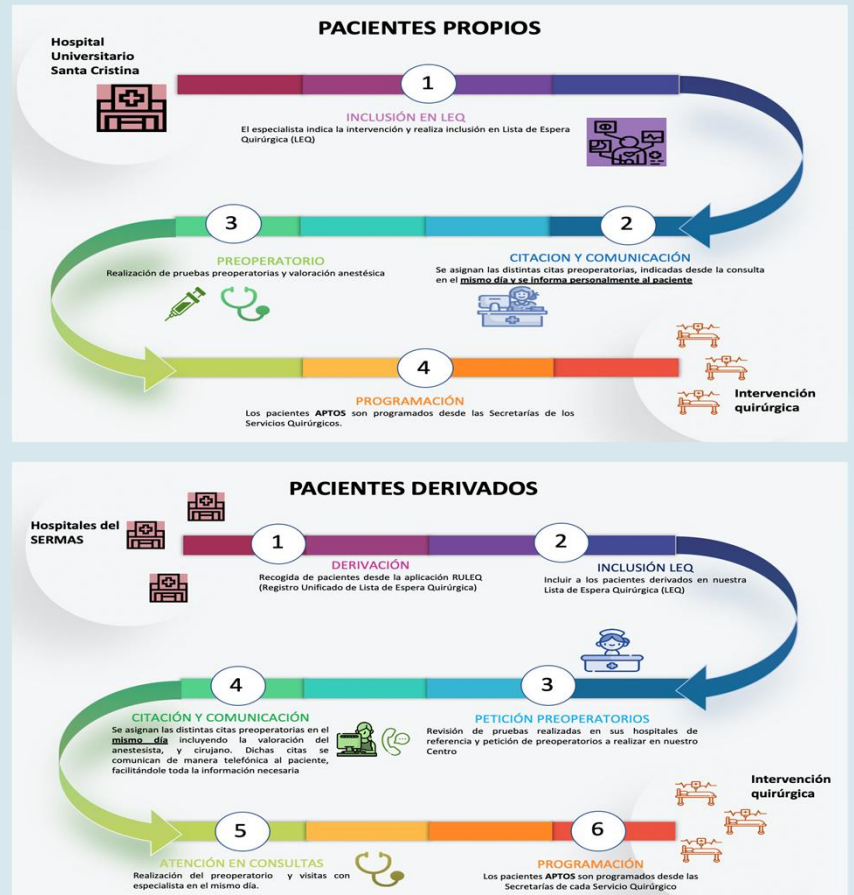 PACIENTES PROPIOS
Hospital
Universitario
Santa Cristina
1
INCLUSIÓN EN LEQ
El especialista indica la intervención y realiza inclusión en Lista de Espera
Quirúrgica (LEQ)
3
PREOPERATORIO
Realización de pruebas preoperatorias y valoración anestésica
2
CITACION Y COMUNICACIÓN
Se asignan las distintas citas preoperatorias, indicadas desde la consulta
en el mismo día y se informa personalmente al paciente
4
PROGRAMACIÓN
Los pacientes APTOS son programados desde las Secretarías de los
Servicios Quirúrgicos.
Intervención
quirúrgica
PACIENTES DERIVADOS
Hospitales del
SERMAS
1
DERIVACIÓN
Recogida de pacientes desde la aplicación RULEQ
(Registro Unificado de Lista de Espera Quirúrgica)
2
INCLUSIÓN LEQ
Incluir a los pacientes derivados en nuestra
Lista de Espera Quirúrgica (LEQ)
4
CITACIÓN Y COMUNICACIÓN
Se asignan las distintas citas preoperatorias en el
mismo día incluyendo la valoración del
anestesista, y cirujano. Dichas citas se
comunican de manera telefónica al paciente,
facilitándole toda la información necesaria
3
PETICIÓN PREOPERATORIOS
Revisión de pruebas realizadas en sus hospitales de
referencia y petición de preoperatorios a realizar en nuestro
Centro
5
ATENCIÓN EN CONSULTAS
Realización del preoperatorio y visitas con
especialista en el mismo día.
6
PROGRAMACIÓN
Los pacientes APTOS son programados desde las
Secretarías de cada Servicio Quirúrgico
Intervención
quirúrgica